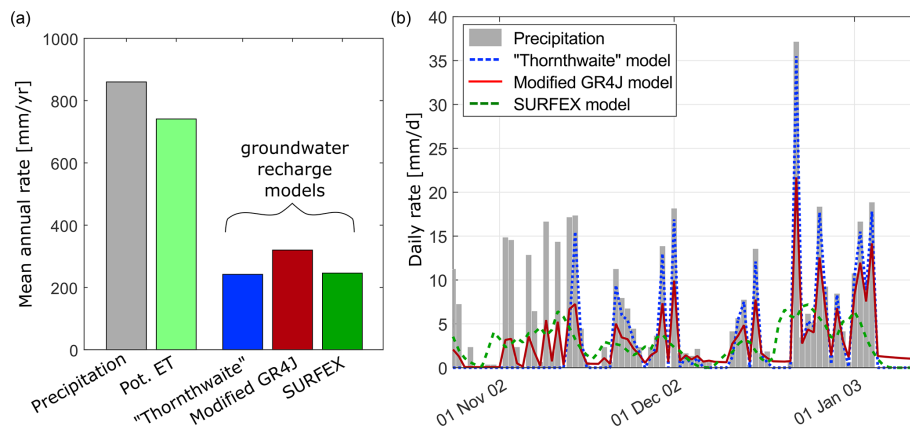 (a)
Mean annual rate [mm/yr]
1000
800
600
400
200
0
groundwater
recharge
models
Precipitation
Pot. ET
"Thornthwaite"
Modified GR4J
SURFEX
(b)
Daily rate [mm/d]
40
35
30
25
20
15
10
5
0
Precipitation
"Thornthwaite" model
Modified GR4J model
SURFEX model
01 Nov 02
01 Dec 02
01 Jan 03